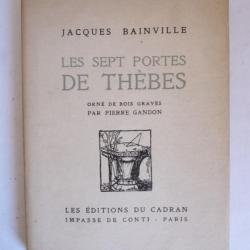 JACQUES BAINVILLE
LES SEPT PORTES
DE THÈBES
ORNÉ DE BOIS GRAVÉS
PAR PIERRE GANDON
LES ÉDITIONS DU CADRAN
IMPASSE DE CONTI - PARIS